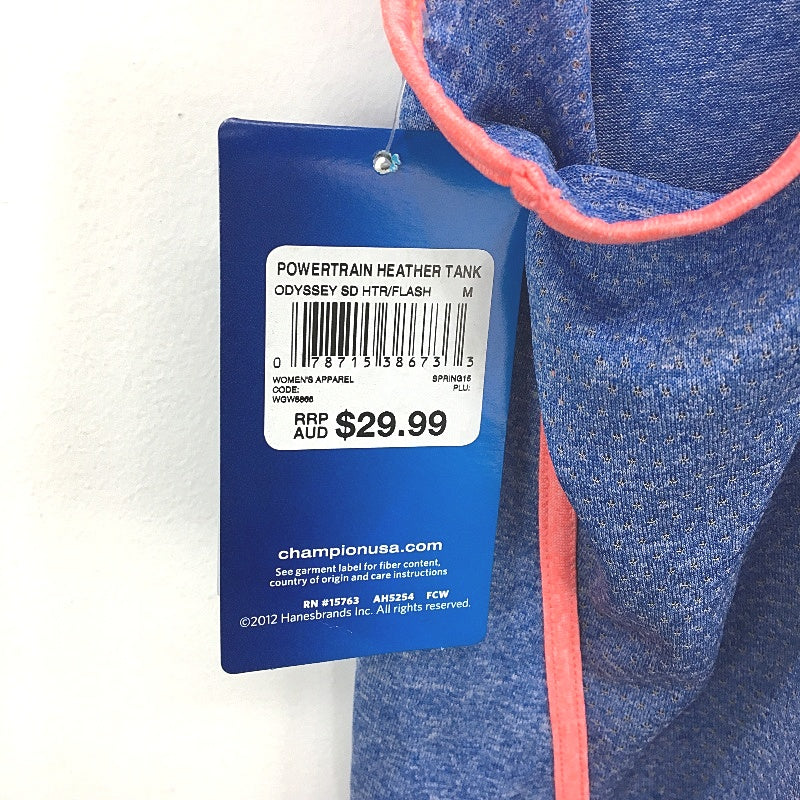 POWERTRAIN HEATHER TANK
ODYSSEY SD HTR/FLASH M
0 78715 38673 3
WOMEN'S APPAREL SPRING15
CODE: PLU:
RRP
AUD $29.99
championusa.com
See garment label for fiber content,
country of origin and care instructions
RN #15763 AH5254 FCW
©2012 Hanesbrands Inc. All rights reserved.